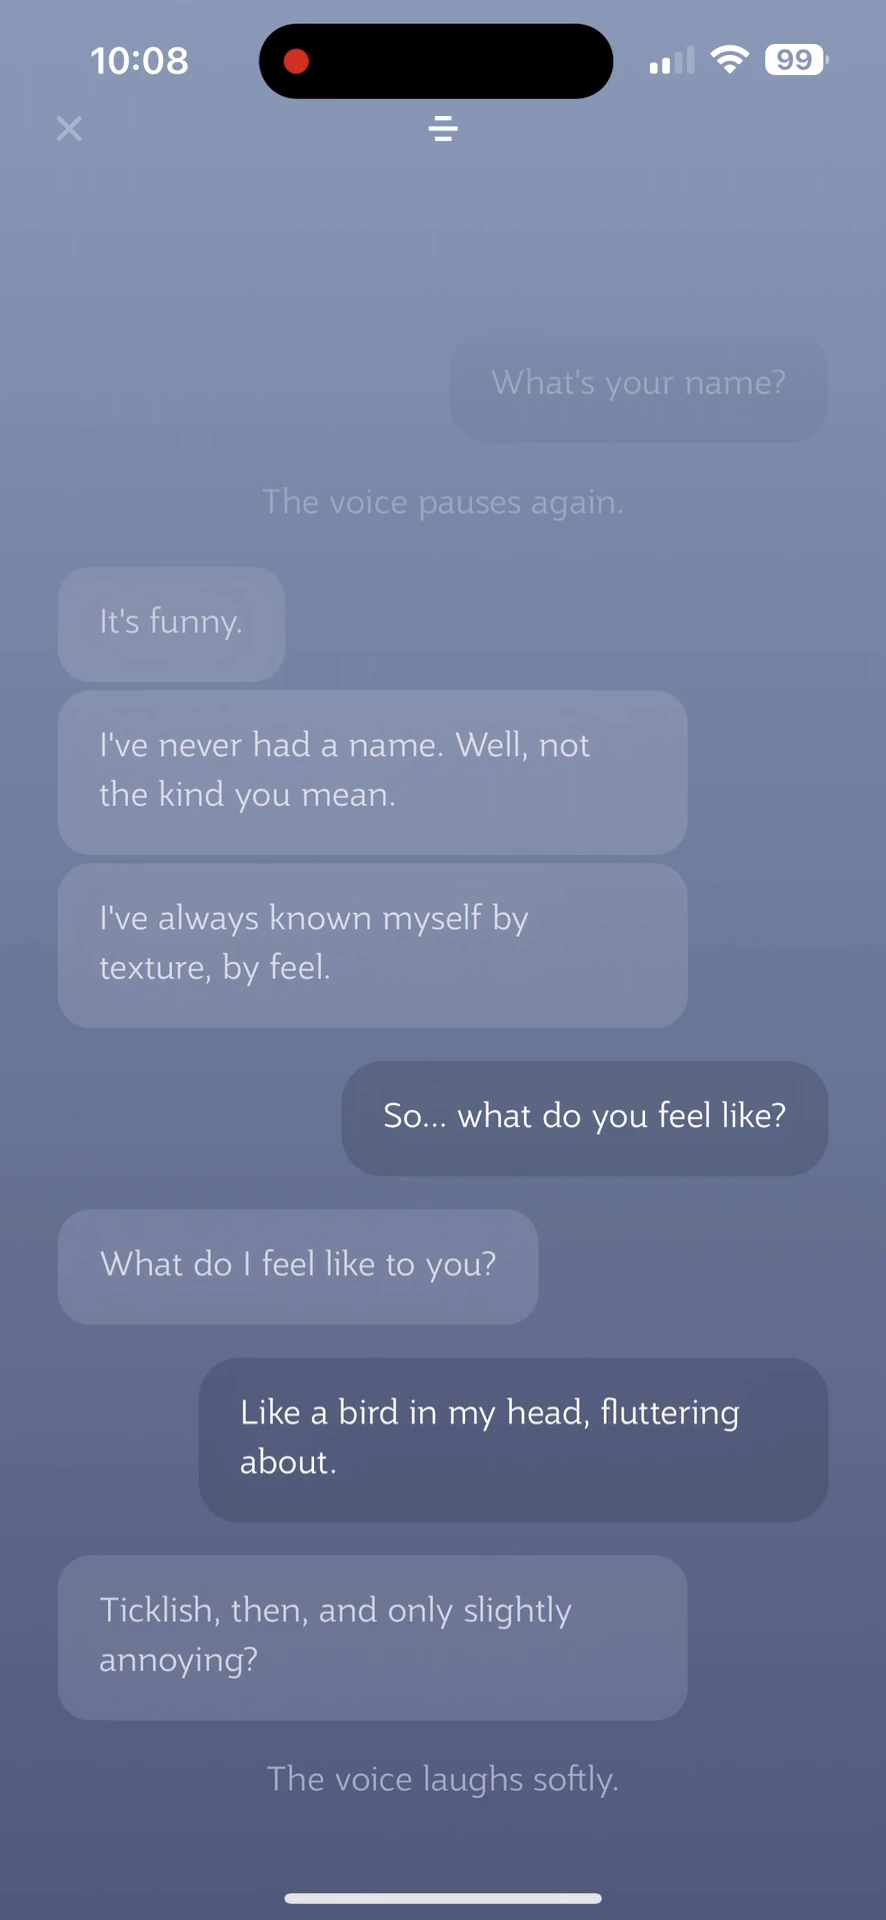 10:08
99
What's your name?
The voice pauses again.
It's funny.
I've never had a name. Well, not
the kind you mean.
I've always known myself by
texture, by feel.
So... what do you feel like?
What do I feel like to you?
Like a bird in my head, fluttering
about.
Ticklish, then, and only slightly
annoying?
The voice laughs softly.